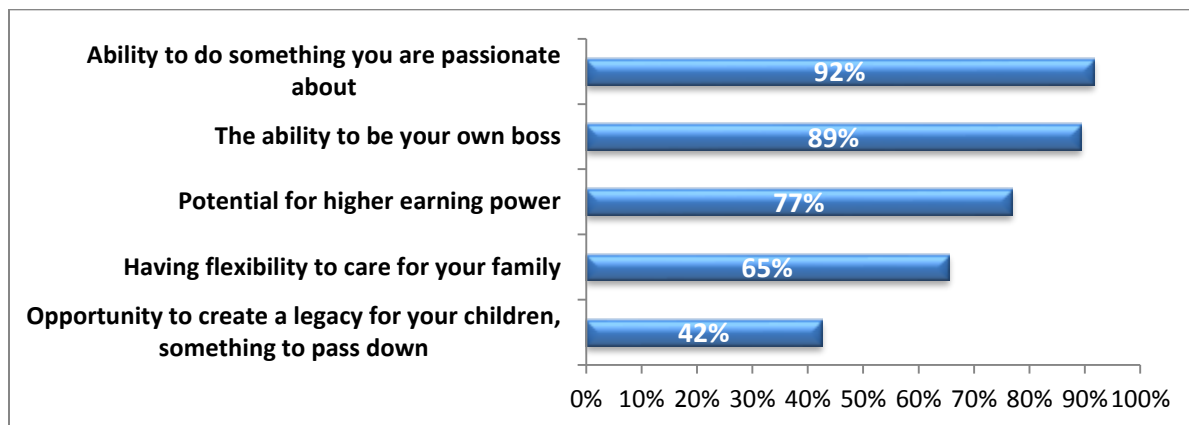 Ability to do something you are passionate
about
92%
The ability to be your own boss
89%
Potential for higher earning power
77%
Having flexibility to care for your family
65%
Opportunity to create a legacy for your children,
something to pass down
42%
0% 10% 20% 30% 40% 50% 60% 70% 80% 90% 100%